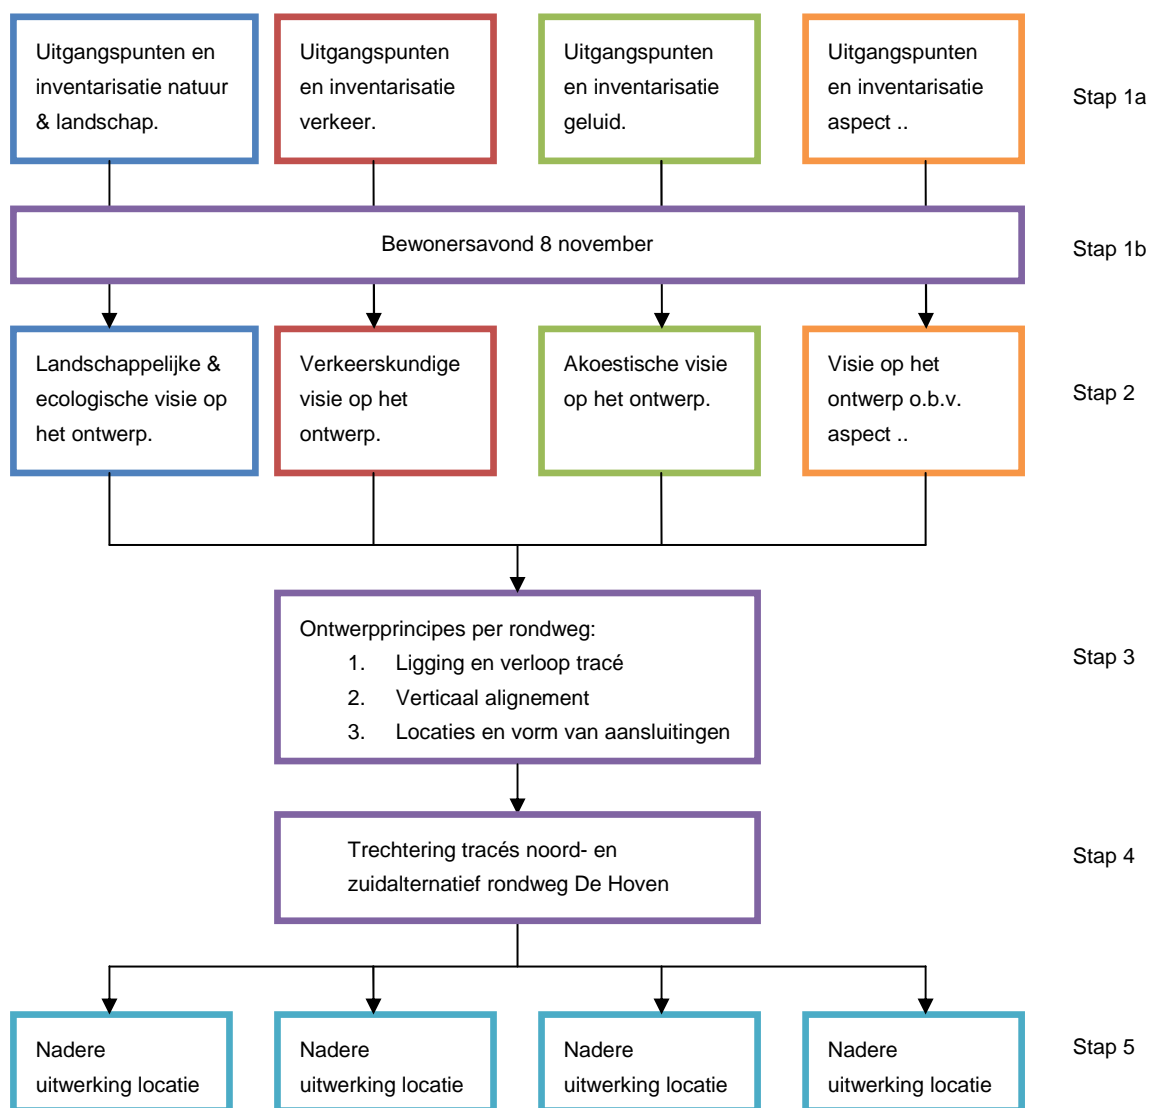 Uitgangspunten en
inventarisatie natuur
& landschap.
Uitgangspunten
en inventarisatie
verkeer.
Uitgangspunten
en inventarisatie
geluid.
Uitgangspunten
en inventarisatie
aspect ..
Stap 1a
Bewonersavond 8 november
Stap 1b
Landschappelijke &
ecologische visie op
het ontwerp.
Verkeerskundige
visie op het
ontwerp.
Akoestische visie
op het ontwerp.
Visie op het
ontwerp o.b.v.
aspect ..
Stap 2
Ontwerpprincipes per rondweg:
1. Ligging en verloop tracé
2. Verticaal alignement
3. Locaties en vorm van aansluitingen
Stap 3
Trechtering tracés noord- en
zuidalternatief rondweg De Hoven
Stap 4
Nadere
uitwerking locatie
Nadere
uitwerking locatie
Nadere
uitwerking locatie
Nadere
uitwerking locatie
Stap 5